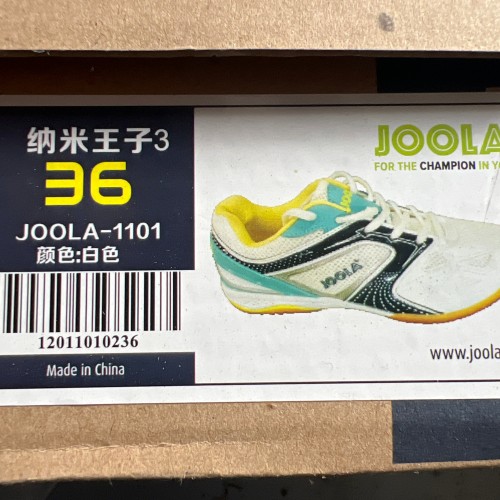 纳米王子3
36
JOOLA-1101
颜色:白色
12011010236
Made in China
JOOLA
FOR THE CHAMPION IN Y
JOOLA
www.joola